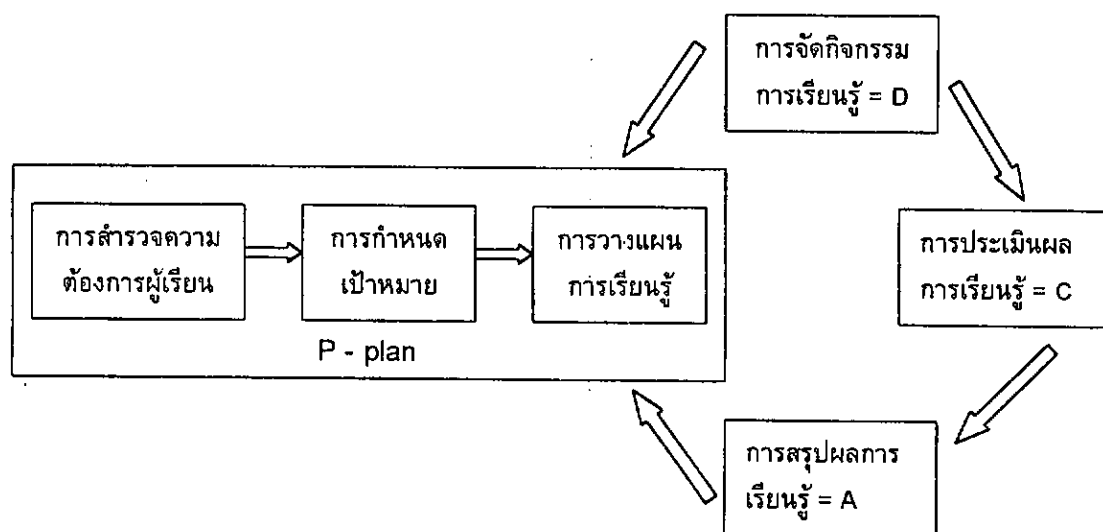 การจัดกิจกรรม
การเรียนรู้ = D
การสำรวจความ
ต้องการผู้เรียน
การกำหนด
เป้าหมาย
การวางแผน
การเรียนรู้
P - plan
การประเมินผล
การเรียนรู้ = C
การสรุปผลการ
เรียนรู้ = A